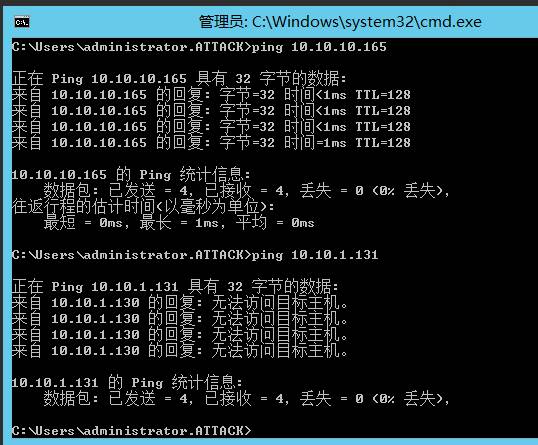 管理员: C:\Windows\system32\cmd.exe
C:\Users\administrator.ATTACK>ping 10.10.10.165
正在 Ping 10.10.10.165 具有 32 字节的数据:
来自 10.10.10.165 的回复: 字节=32 时间<1ms TTL=128
来自 10.10.10.165 的回复: 字节=32 时间<1ms TTL=128
来自 10.10.10.165 的回复: 字节=32 时间<1ms TTL=128
来自 10.10.10.165 的回复: 字节=32 时间=1ms TTL=128
10.10.10.165 的 Ping 统计信息:
数据包: 已发送 = 4, 已接收 = 4, 丢失 = 0 (0% 丢失),
往返行程的估计时间(以毫秒为单位):
最短 = 0ms, 最长 = 1ms, 平均 = 0ms
C:\Users\administrator.ATTACK>ping 10.10.1.131
正在 Ping 10.10.1.131 具有 32 字节的数据:
来自 10.10.1.130 的回复: 无法访问目标主机。
来自 10.10.1.130 的回复: 无法访问目标主机。
来自 10.10.1.130 的回复: 无法访问目标主机。
来自 10.10.1.130 的回复: 无法访问目标主机。
10.10.1.131 的 Ping 统计信息:
数据包: 已发送 = 4, 已接收 = 4, 丢失 = 0 (0% 丢失),
C:\Users\administrator.ATTACK>